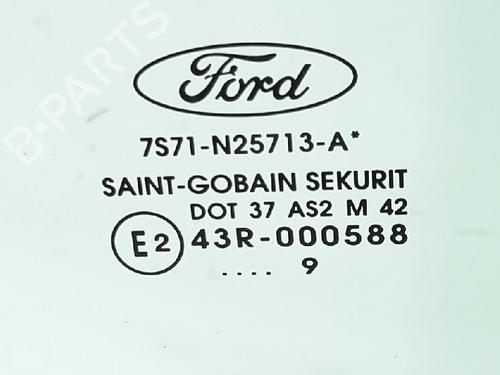 B-PARTS
Ford
7S71-N25713-A*
SAINT-GOBAIN SEKURIT
DOT 37 AS2 M 42
E2 43R-000588
.... 9